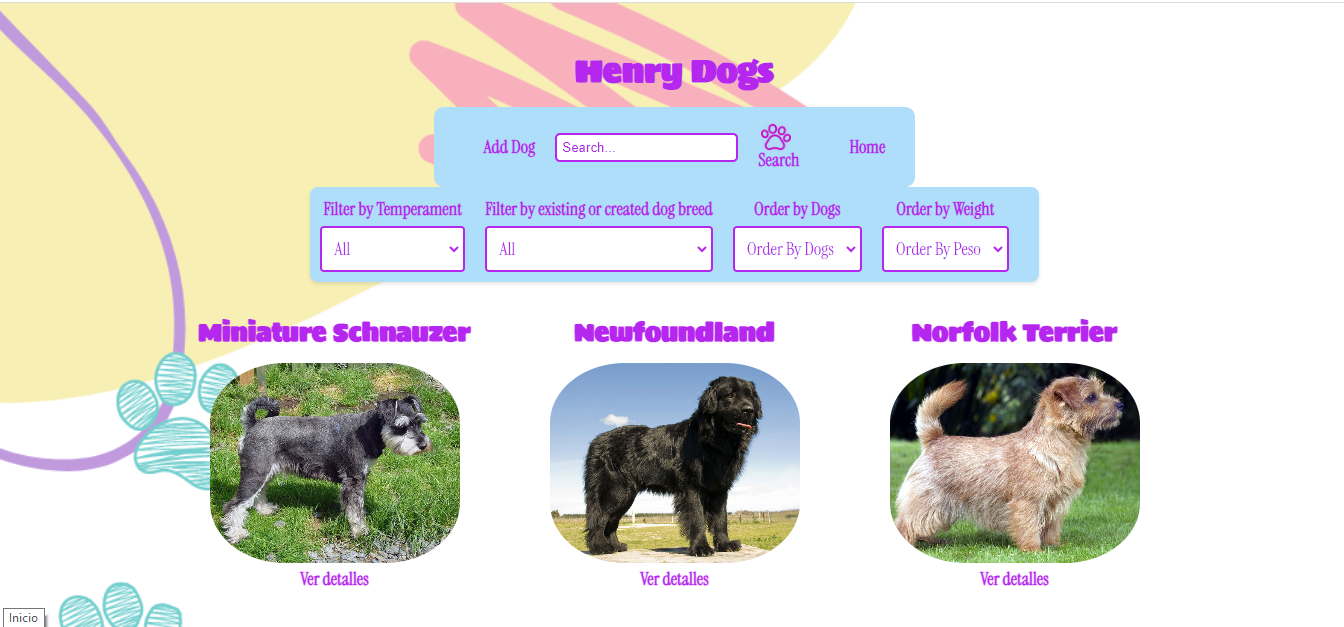 Henry Dogs
Add Dog Search... Search Home
Filter by Temperament Filter by existing or created dog breed Order by Dogs Order by Weight
All All Order By Dogs Order By Peso
Miniature Schnauzer Newfoundland Norfolk Terrier
Ver detalles Ver detalles Ver detalles
Inicio